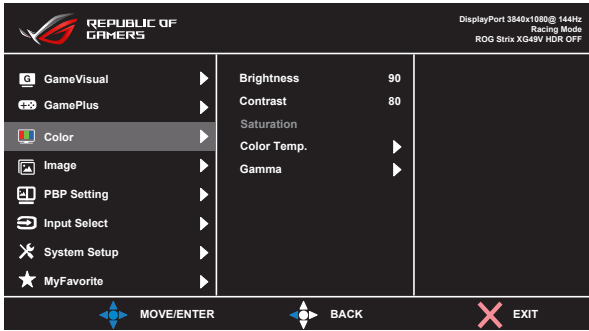 REPUBLIC OF
GAMERS
DisplayPort 3840x1080@ 144Hz
Racing Mode
ROG Strix XG49V HDR OFF
G GameVisual
GamePlus
Color
Image
PBP Setting
Input Select
System Setup
MyFavorite
Brightness 90
Contrast 80
Saturation
Color Temp.
Gamma
MOVE/ENTER
BACK
EXIT